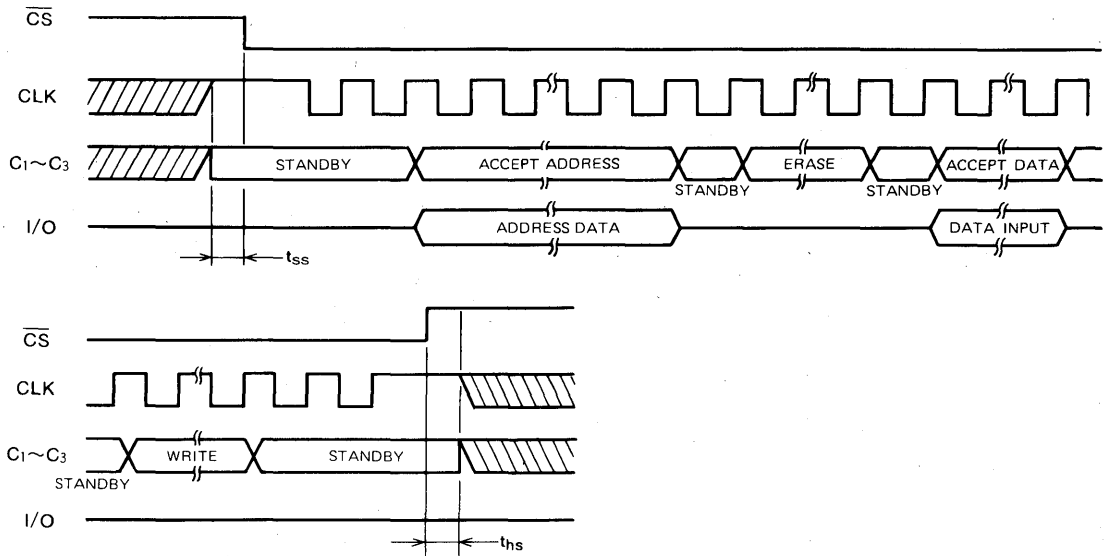 CS
CLK
C1~C3 STANDBY ACCEPT ADDRESS STANDBY ERASE STANDBY ACCEPT DATA
I/O ADDRESS DATA DATA INPUT
tss
CS
CLK
C1~C3 STANDBY WRITE STANDBY
I/O
ths